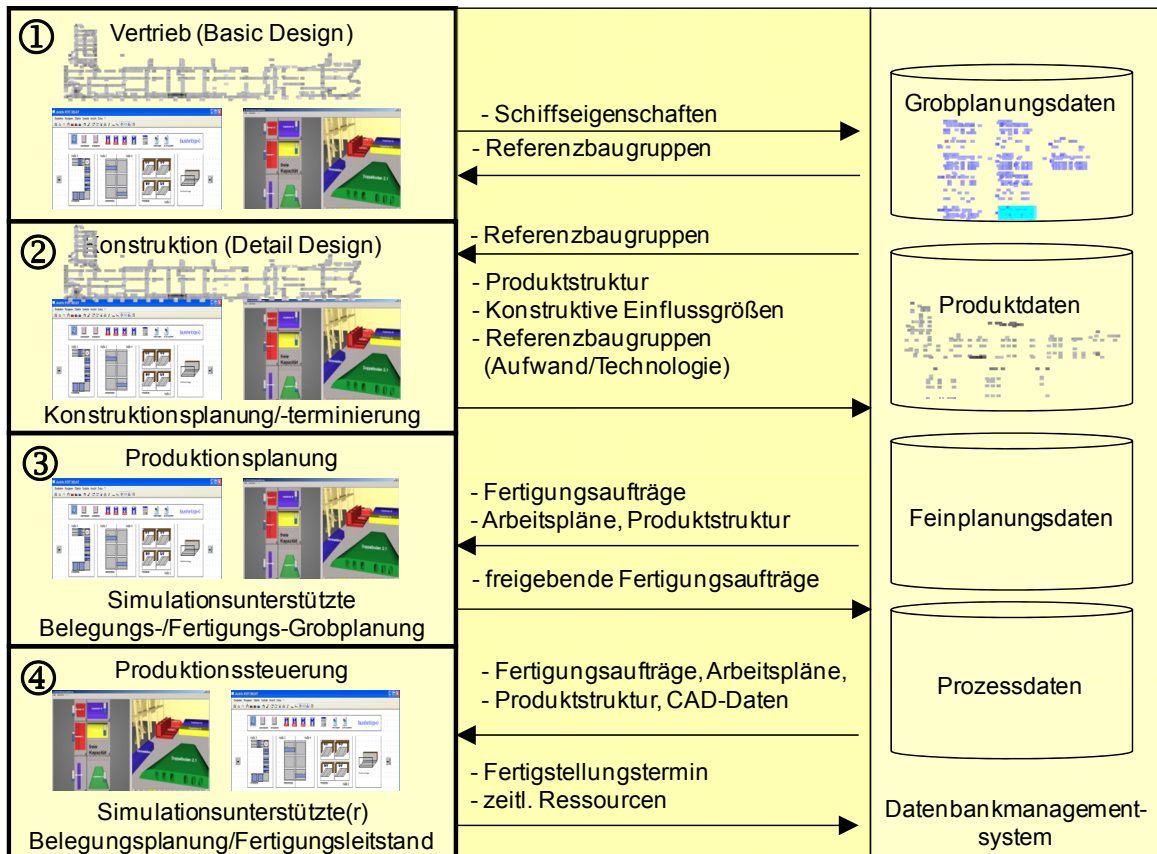 ①
Vertrieb (Basic Design)
- Schiffseigenschaften
- Referenzbaugruppen
Grobplanungsdaten
②
Konstruktion (Detail Design)
Konstruktionsplanung/-terminierung
- Referenzbaugruppen
- Produktstruktur
- Konstruktive Einflussgrößen
- Referenzbaugruppen
(Aufwand/Technologie)
Produktdaten
③
Produktionsplanung
Simulationsunterstützte
Belegungs-/Fertigungs-Grobplanung
- Fertigungsaufträge
- Arbeitspläne, Produktstruktur
- freigebende Fertigungsaufträge
Feinplanungsdaten
④
Produktionssteuerung
Simulationsunterstützte(r)
Belegungsplanung/Fertigungsleitstand
- Fertigungsaufträge, Arbeitspläne,
- Produktstruktur, CAD-Daten
- Fertigstellungstermin
- zeitl. Ressourcen
Prozessdaten
Datenbankmanagement-
system